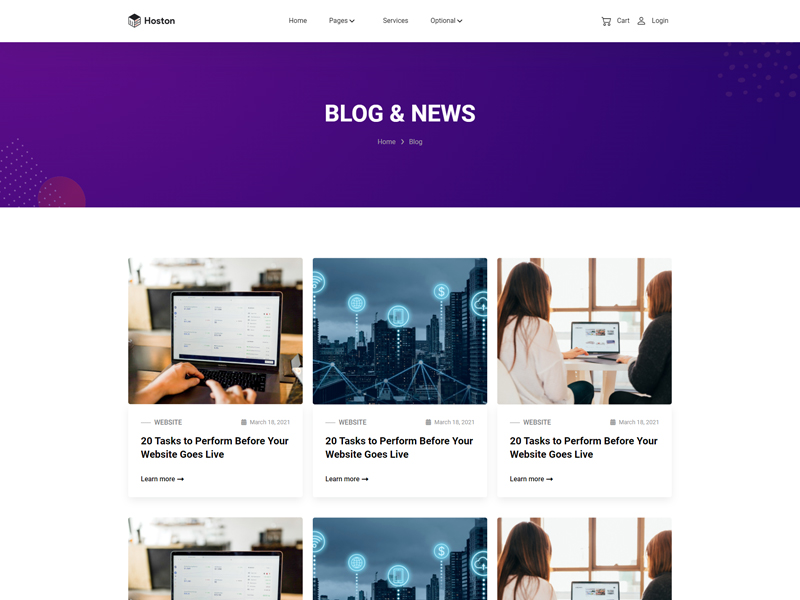 Hoston
Home Pages Services Optional
Cart Login
BLOG & NEWS
Home Blog
WEBSITE March 18, 2021
20 Tasks to Perform Before Your
Website Goes Live
Learn more
WEBSITE March 18, 2021
20 Tasks to Perform Before Your
Website Goes Live
Learn more
WEBSITE March 18, 2021
20 Tasks to Perform Before Your
Website Goes Live
Learn more